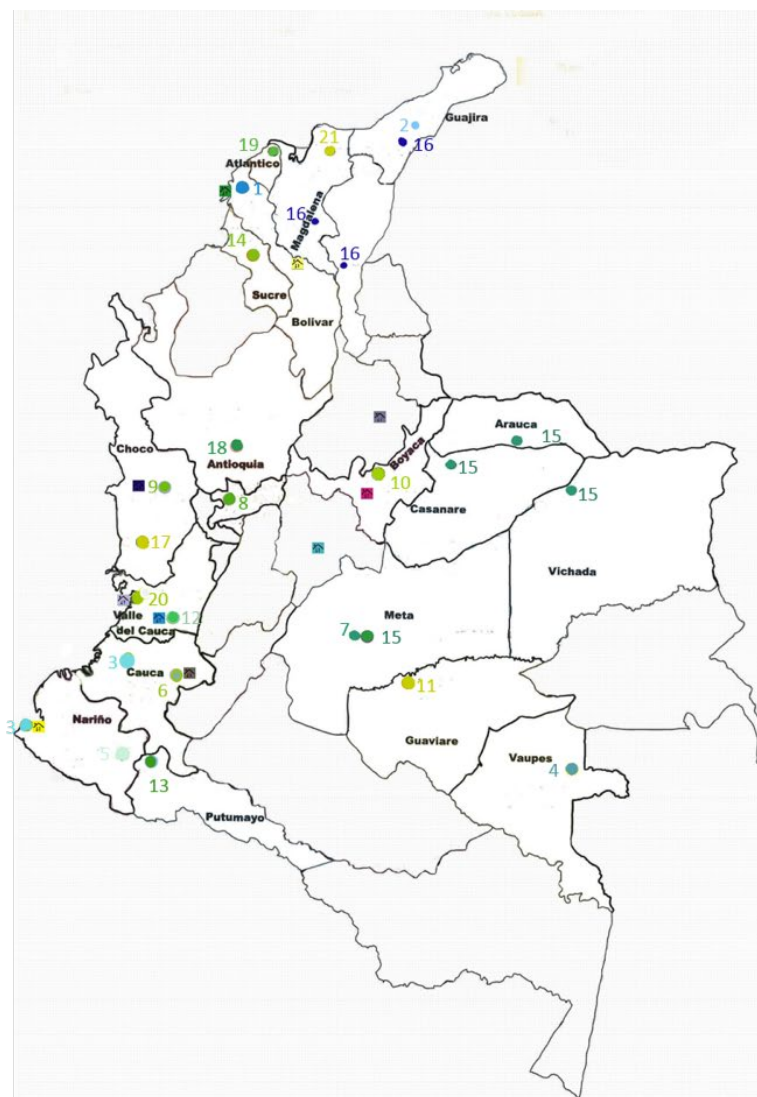 2
Guajira
16
19
21
Atlantico
1
16
Magdalena
14
16
Sucre
Bolivar
Choco
18
Antioquia
Arauca
15
Boyaca
15
10
9
8
15
Casanare
17
Vichada
20
Valle
del Cauca
12
7
Meta
15
3
Cauca
6
11
3
Nariño
5
Guaviare
Vaupes
4
13
Putumayo